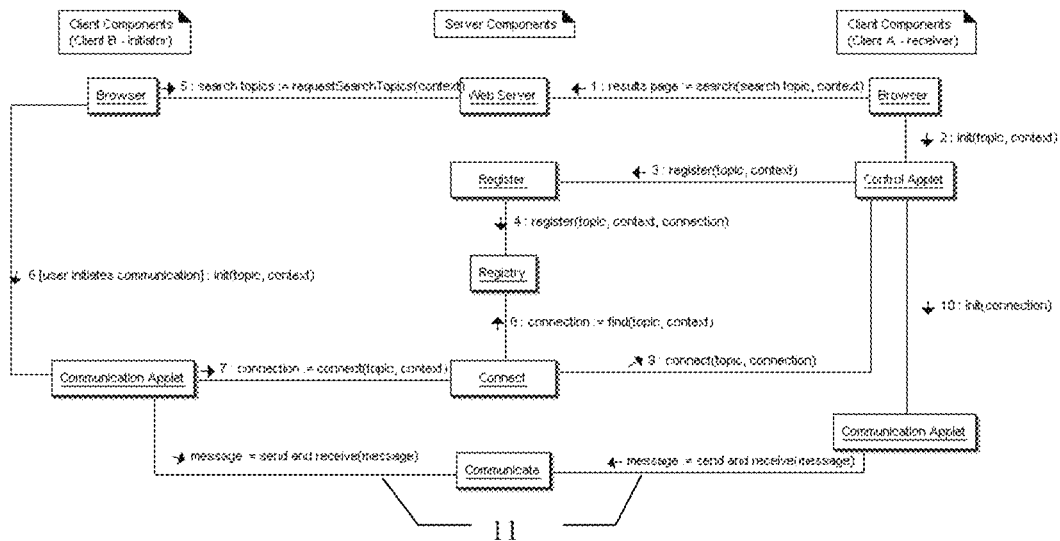 Client Components
(Client B - initiator)
Server Components
Client Components
(Client A - receiver)
Browser
5 : search topics := requestSearchTopics(context)
Web Server
1 : results page := search(search topic, context)
Browser
2 : init(topic, context)
Register
3 : register(topic, context)
Control Applet
4 : register(topic, context, connection)
Registry
6 [user initiates communication] : init(topic, context)
10 : init(connection)
: connection := find(topic, context)
Communication Applet
7 : connection := connect(topic, context)
Connect
9 : connect(topic, connection)
Communication Applet
message := send and receive(message)
Communicate
message := send and receive(message)
11